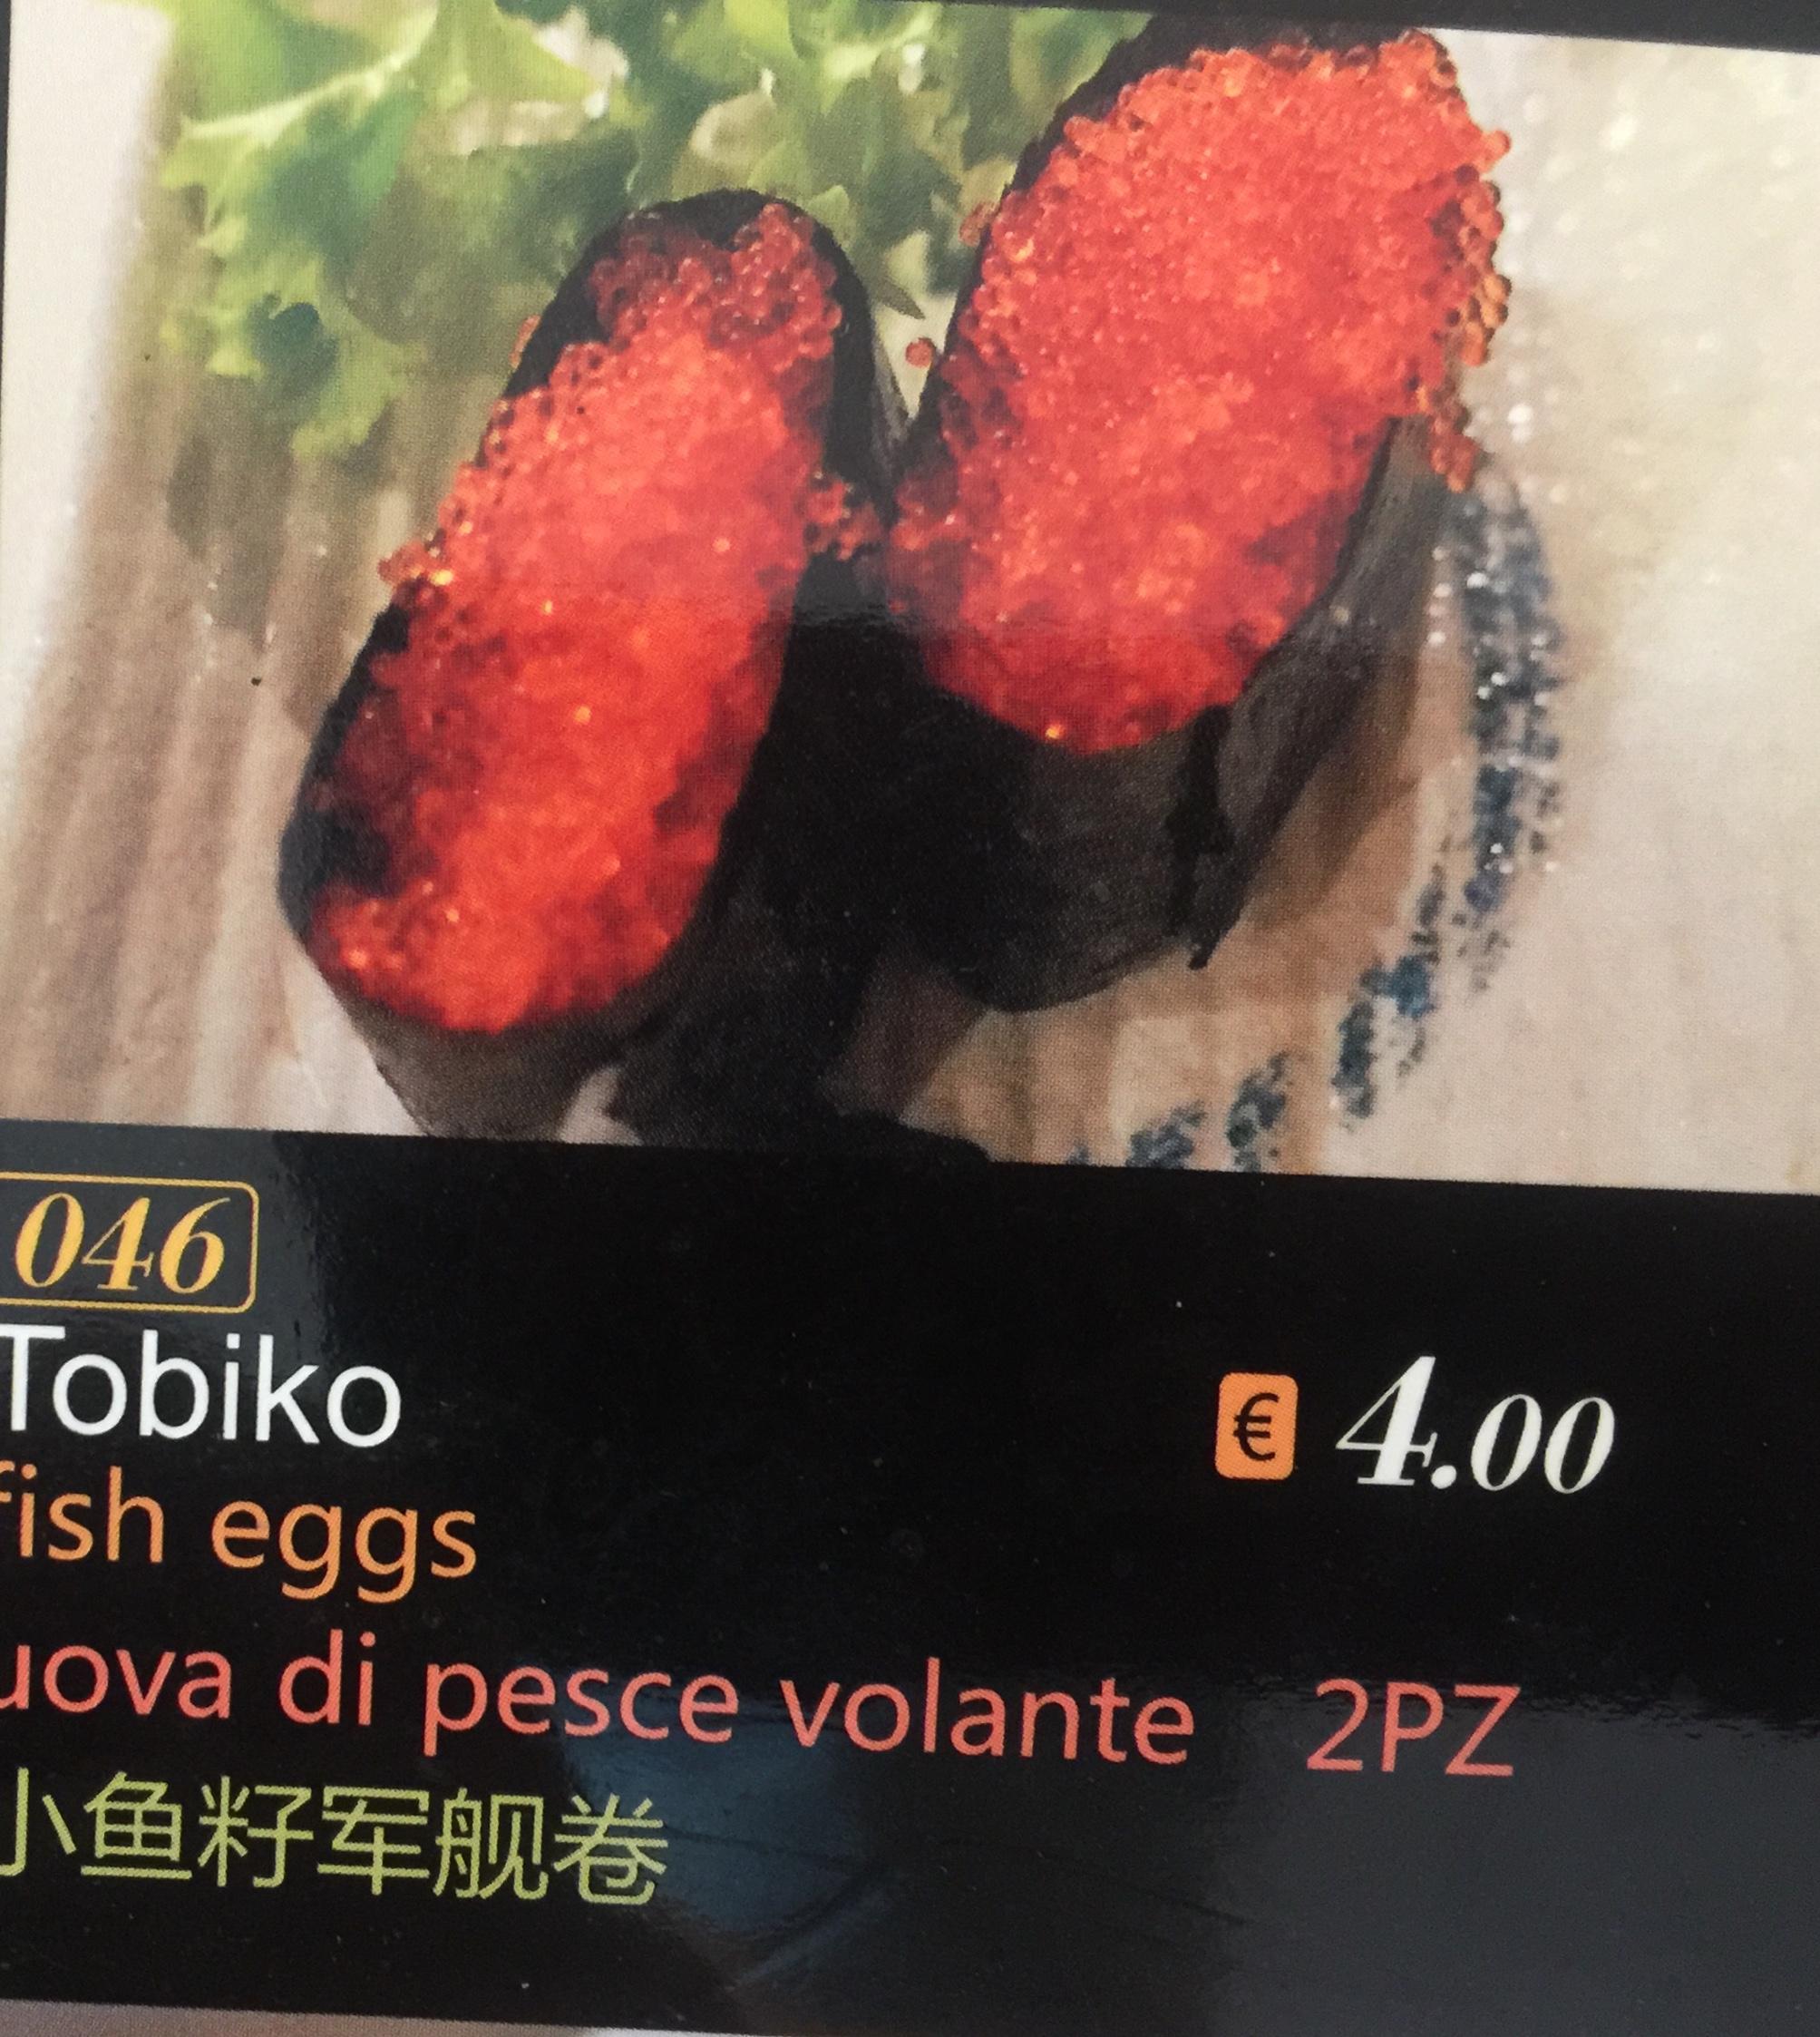 046
Tobiko
€ 4.00
fish eggs
uova di pesce volante 2PZ
小鱼籽军舰卷